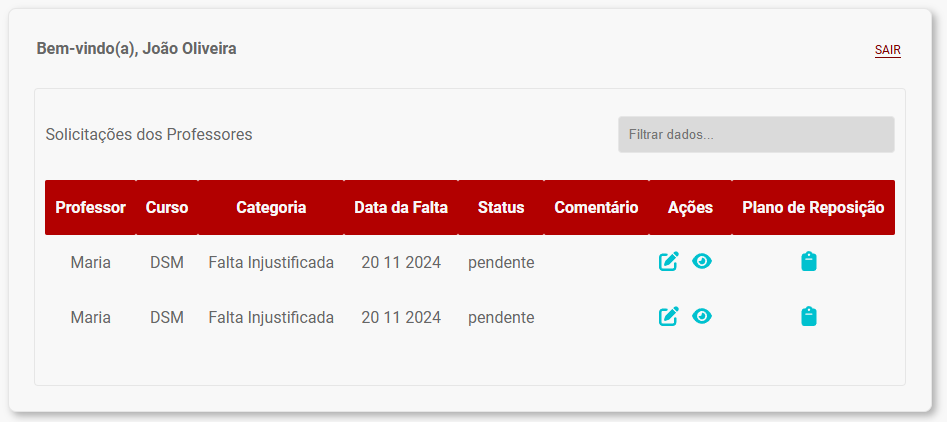 Bem-vindo(a), João Oliveira
SAIR
Solicitações dos Professores
Filtrar dados...
Professor Curso Categoria Data da Falta Status Comentário Ações Plano de Reposição
Maria DSM Falta Injustificada 20 11 2024 pendente
Maria DSM Falta Injustificada 20 11 2024 pendente